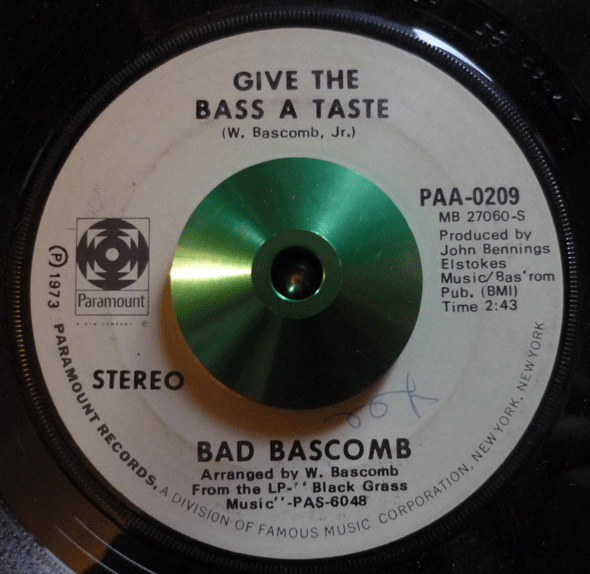 GIVE THE
BASS A TASTE
(W. Bascomb, Jr.)
PAA-0209
MB 27060-S
Produced by
John Bennings
Elstokes
Music/Bas'rom
Pub. (BMI)
Time 2:43
Paramount
STEREO
BAD BASCOMB
Arranged by W. Bascomb
From the LP-"Black Grass
Music"-PAS-6048
Ⓟ 1973 PARAMOUNT RECORDS, A DIVISION OF FAMOUS MUSIC CORPORATION, NEW YORK, NEW YORK